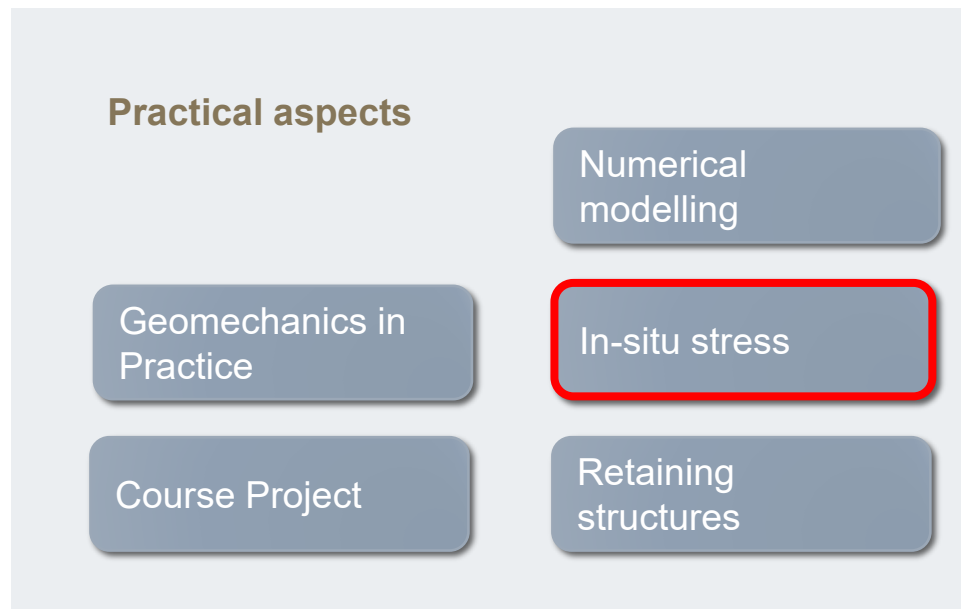 Practical aspects
Numerical
modelling
Geomechanics in
Practice
In-situ stress
Course Project
Retaining
structures